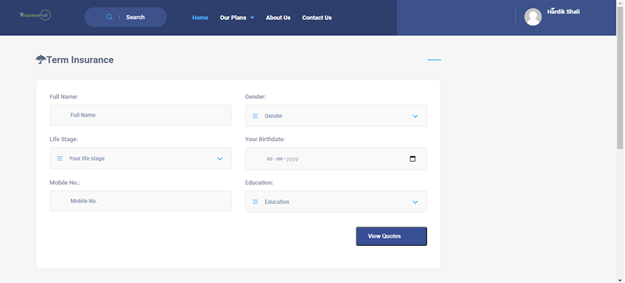 Insurancehub
Search
Home
Our Plans
About Us
Contact Us
Hardik Shali
Term Insurance
Full Name:
Gender:
Full Name
Gender
Life Stage:
Your Birthdate:
Your life stage
dd-mm-yyyy
Mobile No.:
Education:
Mobile No.
Education
View Quotes